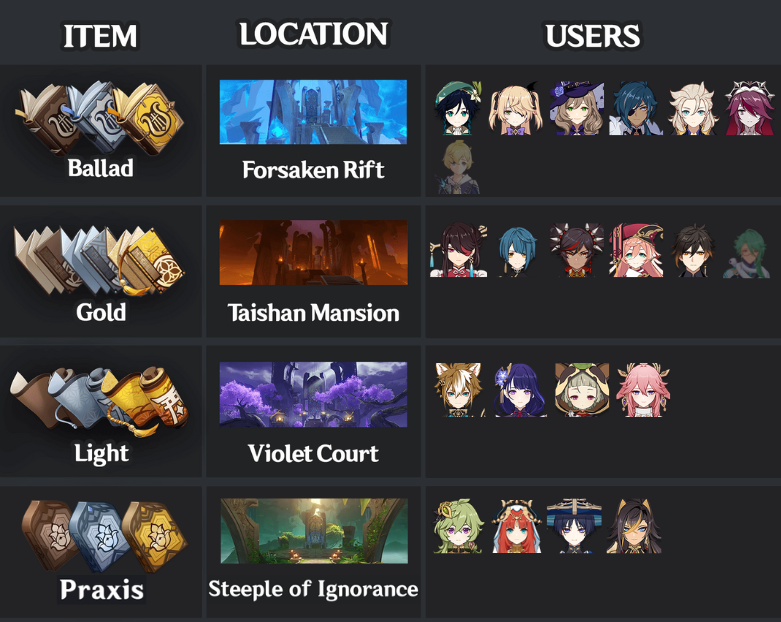 ITEM
LOCATION
USERS
Ballad
Forsaken Rift
Gold
Taishan Mansion
Light
Violet Court
Praxis
Steeple of Ignorance